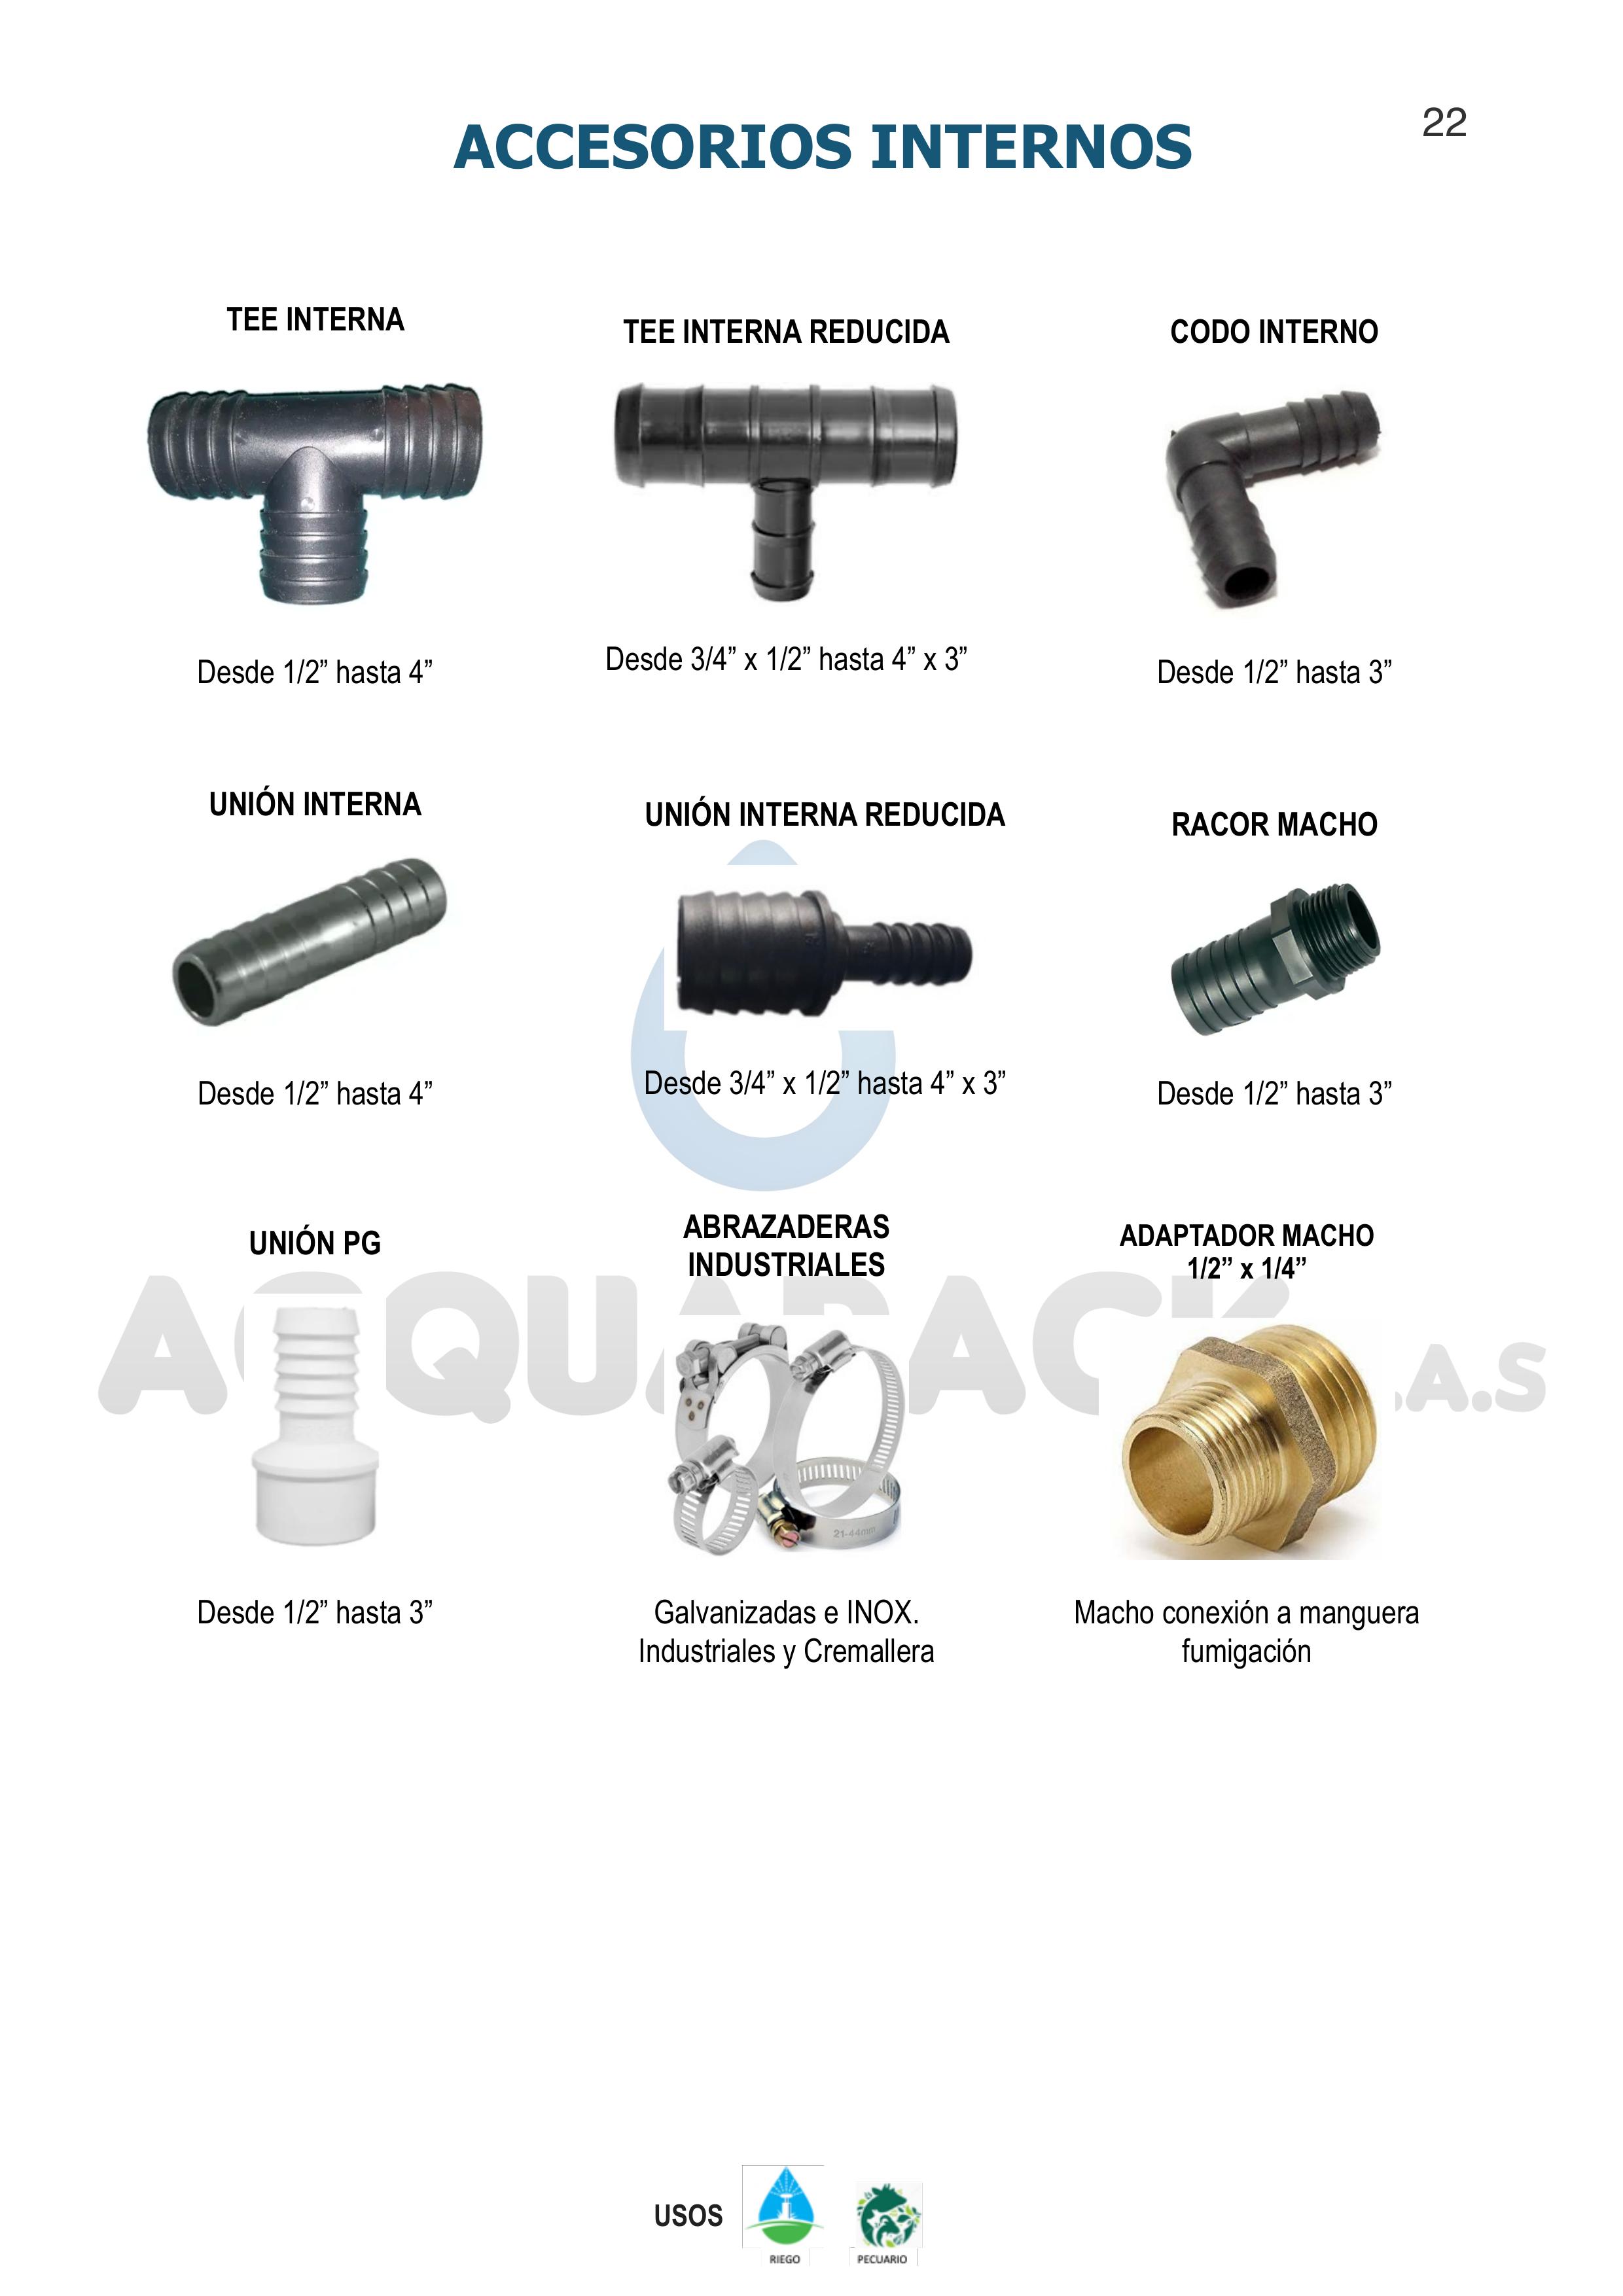 22
ACCESORIOS INTERNOS
TEE INTERNA
TEE INTERNA REDUCIDA
CODO INTERNO
Desde 1/2” hasta 4”
Desde 3/4” x 1/2” hasta 4” x 3”
Desde 1/2” hasta 3”
UNIÓN INTERNA
UNIÓN INTERNA REDUCIDA
RACOR MACHO
Desde 1/2” hasta 4”
Desde 3/4” x 1/2” hasta 4” x 3”
Desde 1/2” hasta 3”
UNIÓN PG
ABRAZADERAS
INDUSTRIALES
ADAPTADOR MACHO
1/2” x 1/4”
21-44mm
Desde 1/2” hasta 3”
Galvanizadas e INOX.
Industriales y Cremallera
Macho conexión a manguera
fumigación
USOS
RIEGO
PECUARIO